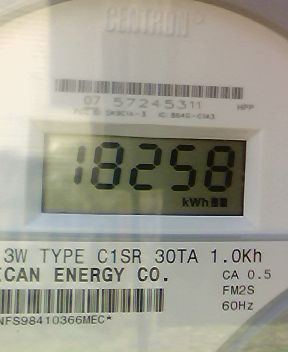 CENTRON®
07 57245311 HPP
18258
kWh
3W TYPE C1SR 30TA 1.0Kh
ICAN ENERGY CO. CA 0.5
FM2S
NFS98410366MEC* 60Hz